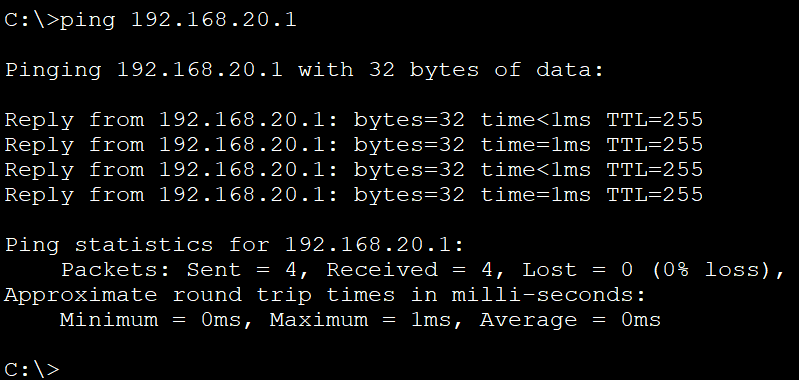 C:\>ping 192.168.20.1
Pinging 192.168.20.1 with 32 bytes of data:
Reply from 192.168.20.1: bytes=32 time<1ms TTL=255
Reply from 192.168.20.1: bytes=32 time=1ms TTL=255
Reply from 192.168.20.1: bytes=32 time<1ms TTL=255
Reply from 192.168.20.1: bytes=32 time=1ms TTL=255
Ping statistics for 192.168.20.1:
    Packets: Sent = 4, Received = 4, Lost = 0 (0% loss),
Approximate round trip times in milli-seconds:
    Minimum = 0ms, Maximum = 1ms, Average = 0ms
C:\>